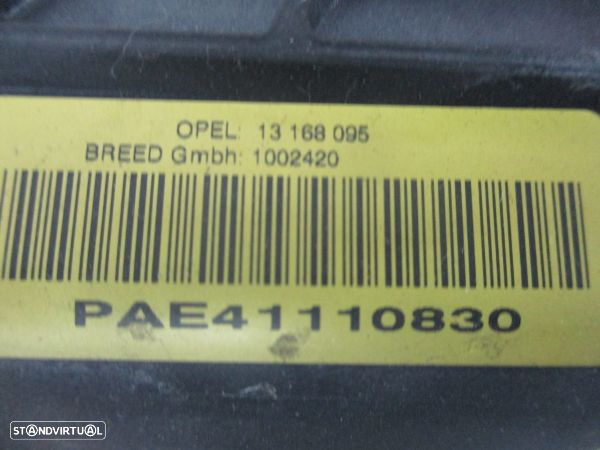 OPEL: 13 168 095
BREED Gmbh: 1002420
PAE41110830
STANDVIRTUAL